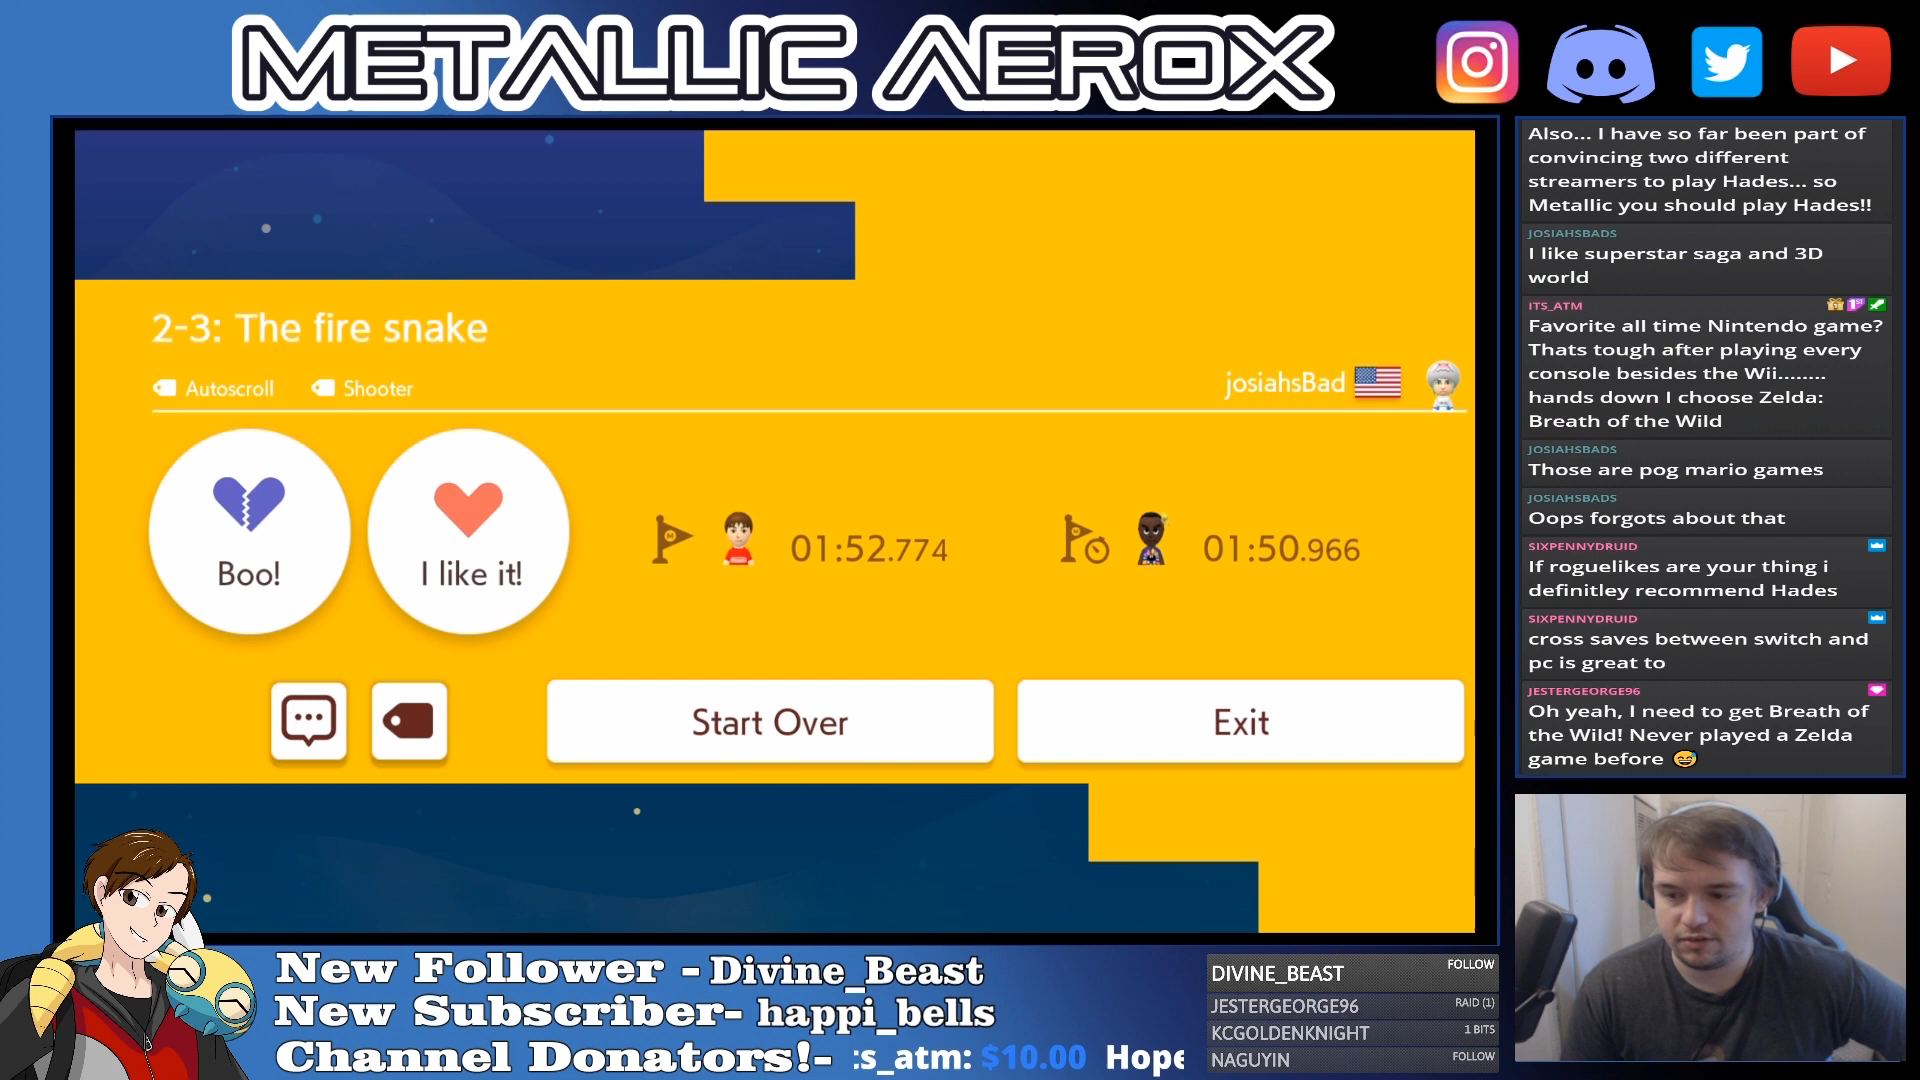 METALLIC AEROX
2-3: The fire snake
Autoscroll
Shooter
josiahsBad
Boo!
I like it!
01:52.774
01:50.966
Start Over
Exit
Also... I have so far been part of
convincing two different
streamers to play Hades... so
Metallic you should play Hades!!
JOSIAHSBADS
I like superstar saga and 3D
world
ITS_ATM
Favorite all time Nintendo game?
Thats tough after playing every
console besides the Wii........
hands down I choose Zelda:
Breath of the Wild
JOSIAHSBADS
Those are pog mario games
JOSIAHSBADS
Oops forgots about that
SIXPENNYDRUID
If roguelikes are your thing i
definitley recommend Hades
SIXPENNYDRUID
cross saves between switch and
pc is great to
JESTERGEORGE96
Oh yeah, I need to get Breath of
the Wild! Never played a Zelda
game before 😅
New Follower - Divine_Beast
New Subscriber- happi_bells
Channel Donators!- ts_atm: $10.00 Hope
DIVINE_BEAST FOLLOW
JESTERGEORGE96 RAID (1)
KCGOLDENKNIGHT 1 BITS
NAGUYIN FOLLOW